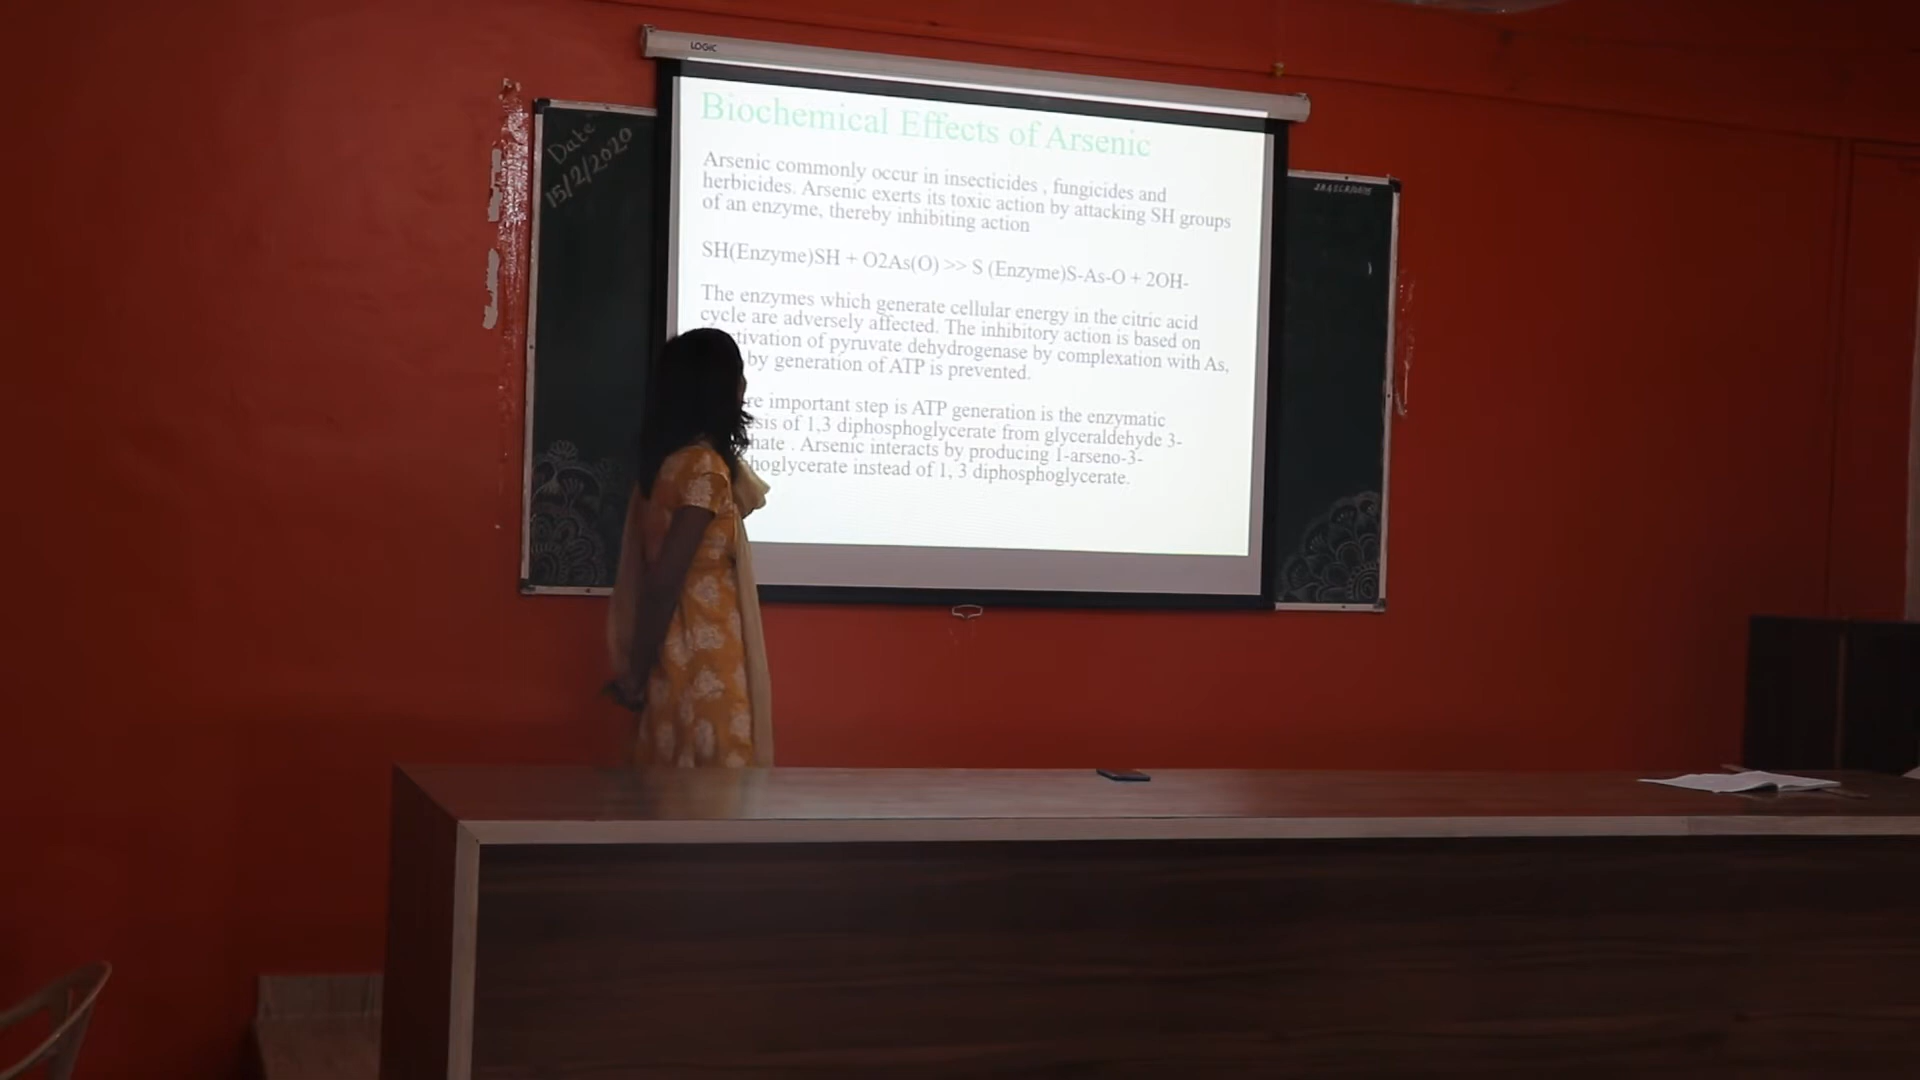 LOGIC
Date
15/2/2020
Biochemical Effects of Arsenic
Arsenic commonly occur in insecticides , fungicides and
herbicides. Arsenic exerts its toxic action by attacking SH groups
of an enzyme, thereby inhibiting action
SH(Enzyme)SH + O2As(O) >> S (Enzyme)S-As-O + 2OH-
The enzymes which generate cellular energy in the citric acid
cycle are adversely affected. The inhibitory action is based on
tivation of pyruvate dehydrogenase by complexation with As,
by generation of ATP is prevented.
re important step is ATP generation is the enzymatic
sis of 1,3 diphosphoglycerate from glyceraldehyde 3-
hate . Arsenic interacts by producing 1-arseno-3-
hoglycerate instead of 1, 3 diphosphoglycerate.